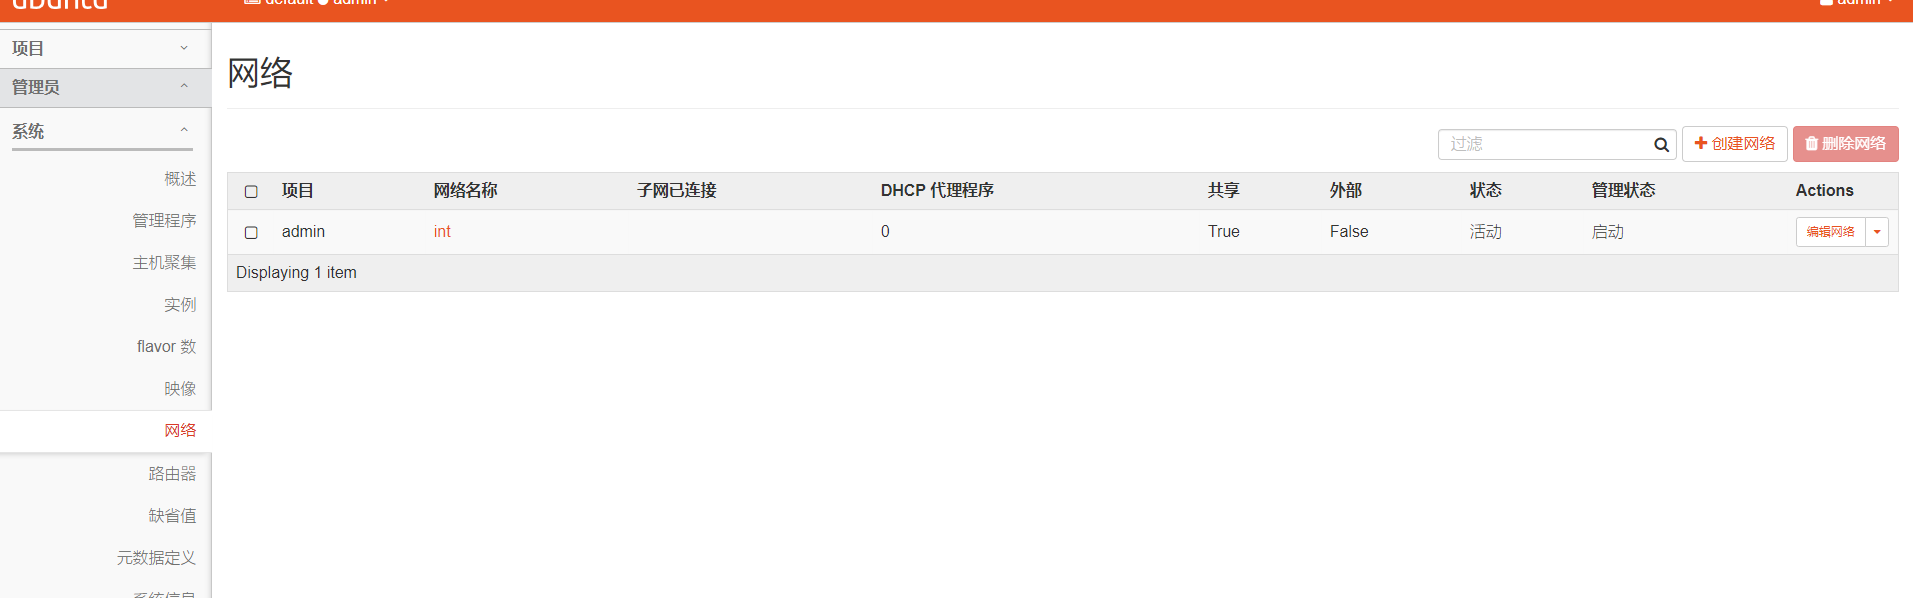 ubuntu
default admin
admin
项目
管理员
系统
概述
管理程序
主机聚集
实例
flavor 数
映像
网络
路由器
缺省值
元数据定义
系统信息
网络
过滤
创建网络
删除网络
项目 网络名称 子网已连接 DHCP 代理程序 共享 外部 状态 管理状态 Actions
admin int 0 True False 活动 启动 编辑网络
Displaying 1 item